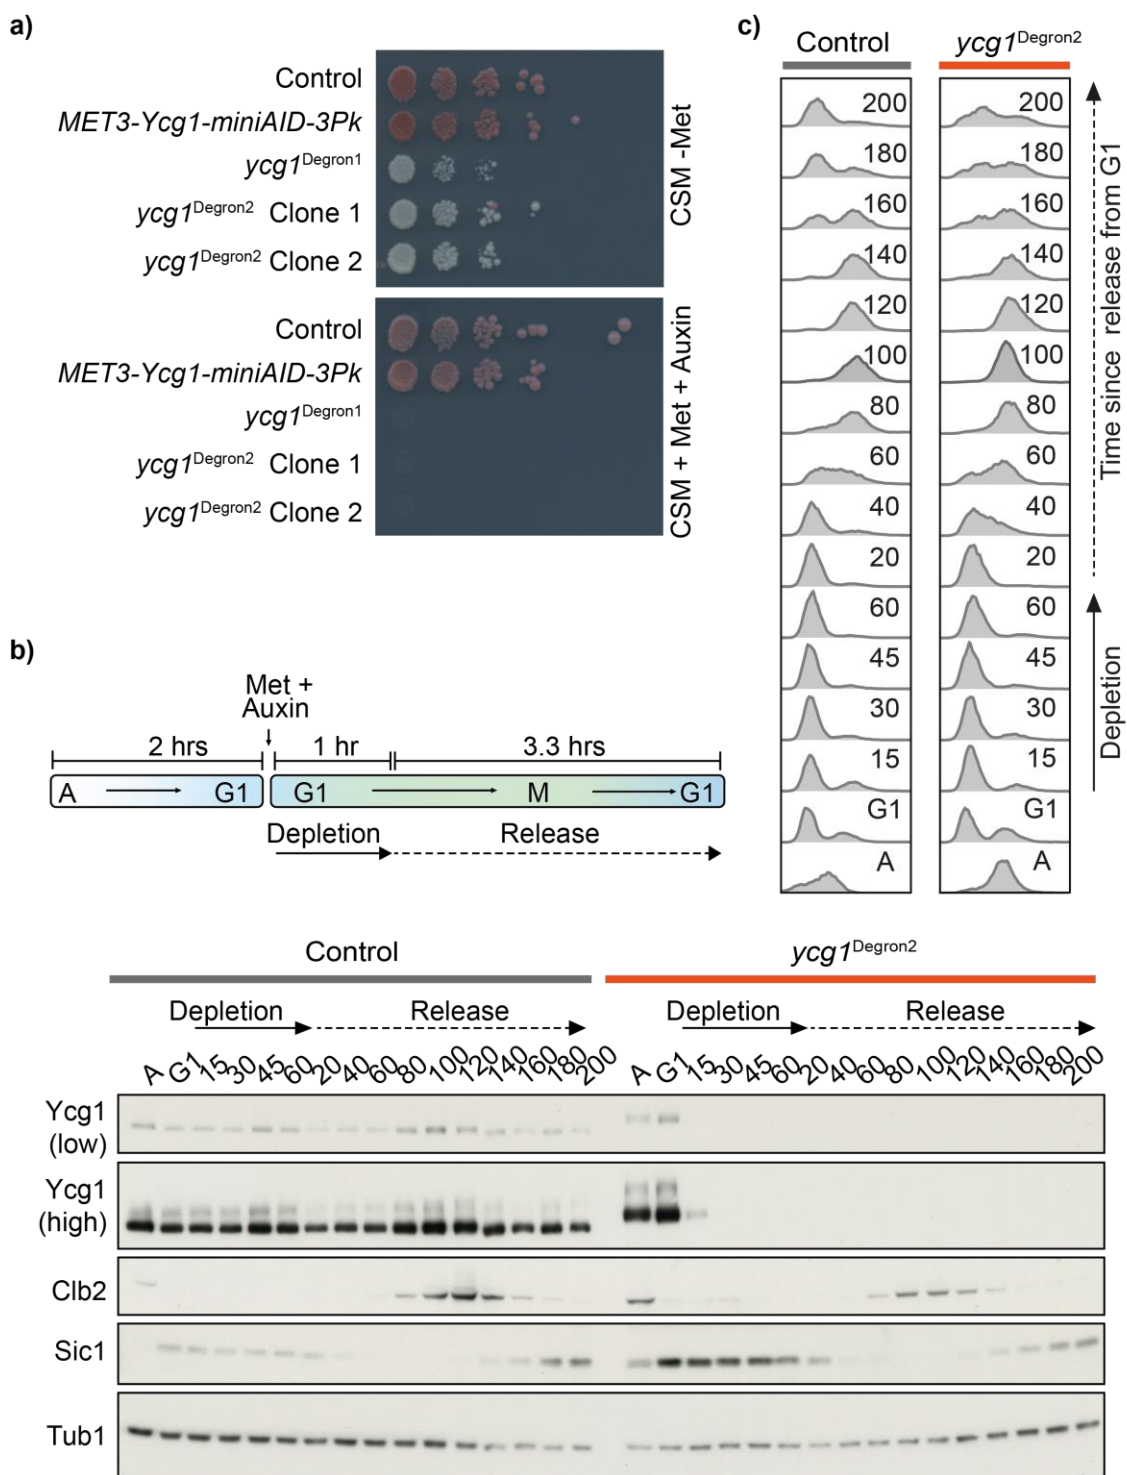 a)
Control
MET3-Ycg1-miniAID-3Pk
ycg1Degron1
ycg1Degron2 Clone 1
ycg1Degron2 Clone 2
CSM -Met
Control
MET3-Ycg1-miniAID-3Pk
ycg1Degron1
ycg1Degron2 Clone 1
ycg1Degron2 Clone 2
CSM + Met + Auxin
b)
Met +
Auxin
2 hrs 1 hr 3.3 hrs
A G1 G1 M G1
Depletion Release
c)
Control ycg1Degron2
200 200
180 180
160 160
140 140
120 120
100 100
80 80
60 60
40 40
20 20
60 60
45 45
30 30
15 15
G1 G1
A A
Time since release from G1
Depletion
Control ycg1Degron2
Depletion Release Depletion Release
A G1 15 30 45 60 20 40 60 80 100 120 140 160 180 200 A G1 15 30 45 60 20 40 60 80 100 120 140 160 180 200
Ycg1
(low)
Ycg1
(high)
Clb2
Sic1
Tub1